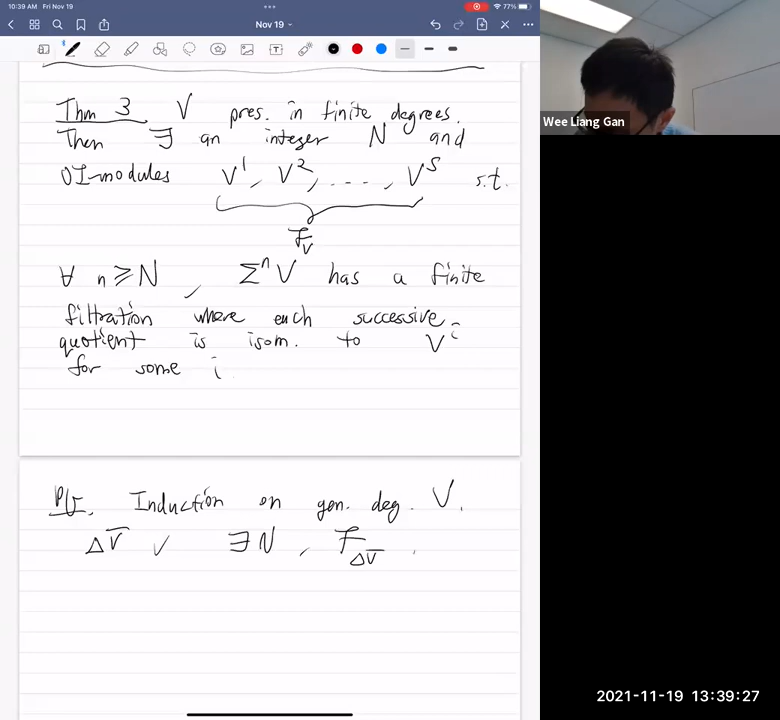 10:39 AM Fri Nov 19
77%
Nov 19
Thm 3. V pres. in finite degrees.
Then ∃ an integer N and
OI-modules V¹, V², ...., Vˢ s.t.
F_V
∀ n ≥ N, Σⁿ V has a finite
filtration where each successive
quotient is isom. to Vⁱ
for some i
Pf. Induction on gen. deg. V.
ΔV̄ ✓ ∃N, F_ΔV̄.
Wee Liang Gan
2021-11-19 13:39:27